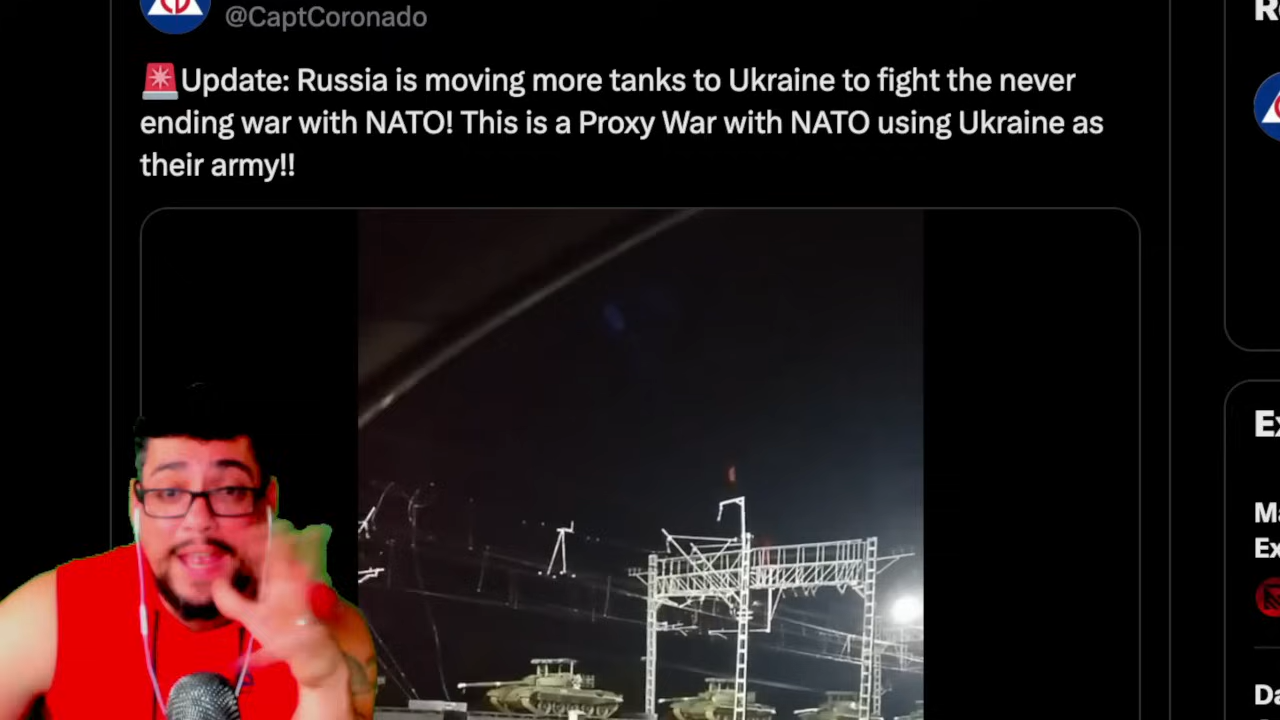 @CaptCoronado
🚨Update: Russia is moving more tanks to Ukraine to fight the never
ending war with NATO! This is a Proxy War with NATO using Ukraine as
their army!!